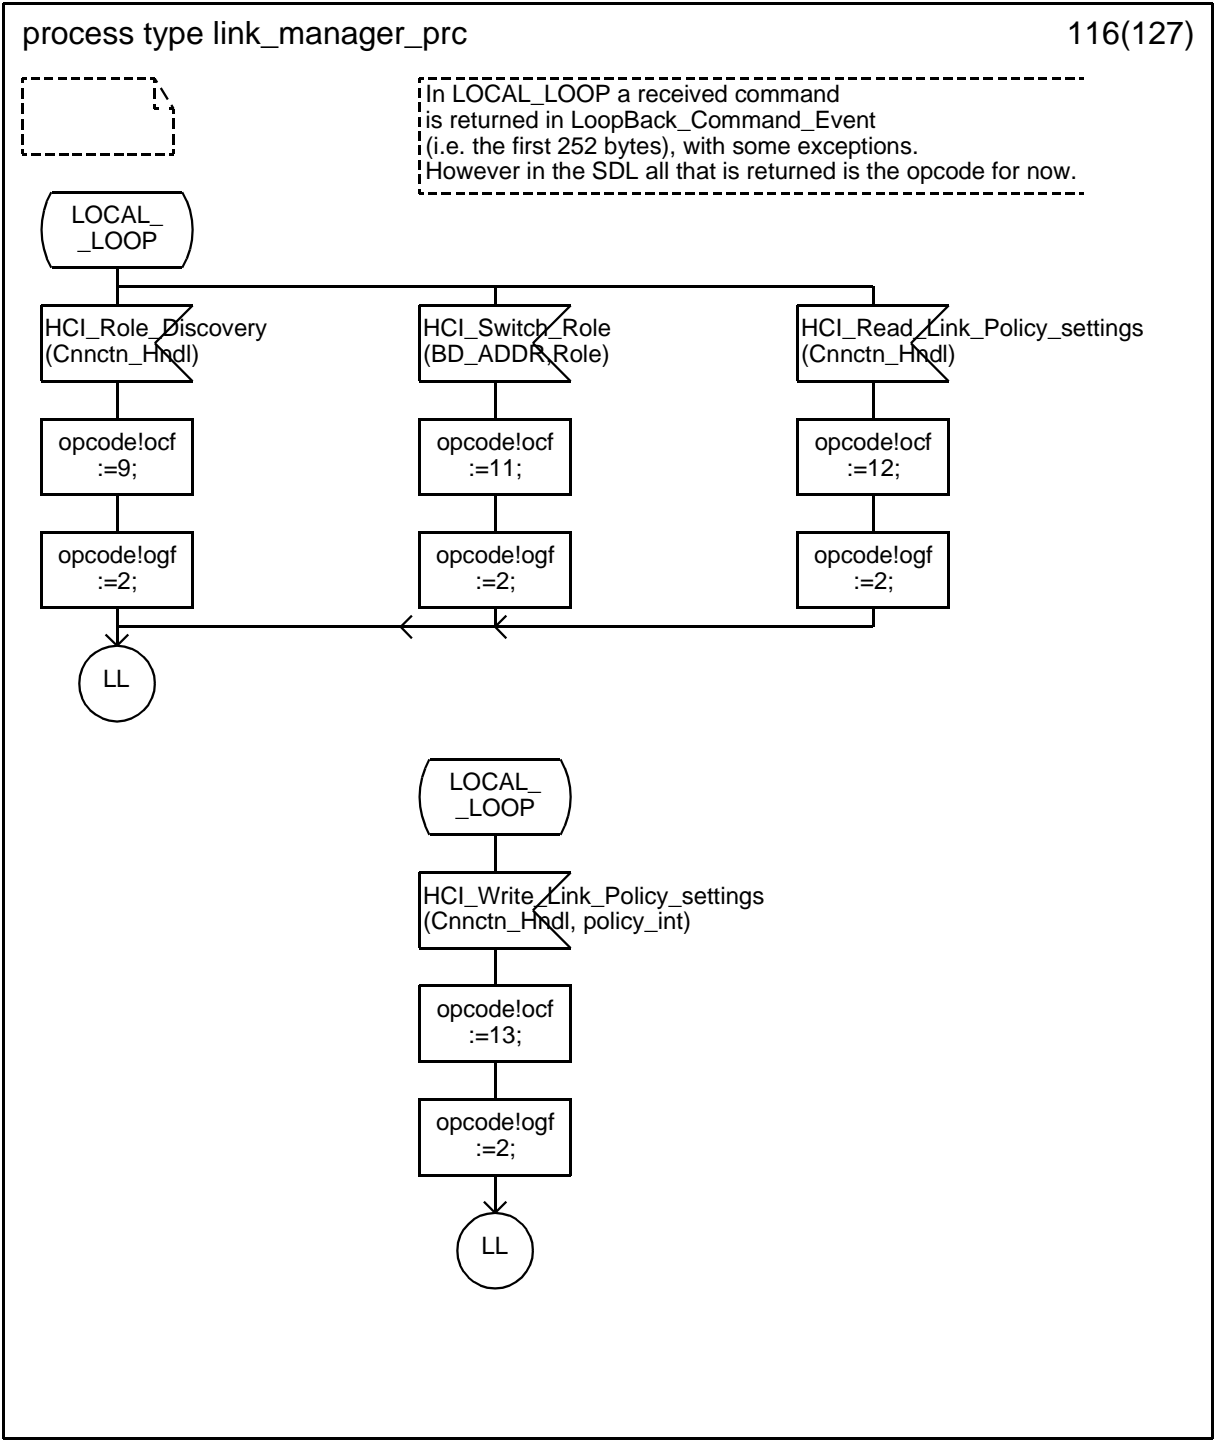 process type link_manager_prc
116(127)
In LOCAL_LOOP a received command
is returned in LoopBack_Command_Event
(i.e. the first 252 bytes), with some exceptions.
However in the SDL all that is returned is the opcode for now.
LOCAL_
_LOOP
HCI_Role_Discovery
(Cnnctn_Hndl)
HCI_Switch_Role
(BD_ADDR,Role)
HCI_Read_Link_Policy_settings
(Cnnctn_Hndl)
opcode!ocf
:=9;
opcode!ocf
:=11;
opcode!ocf
:=12;
opcode!ogf
:=2;
opcode!ogf
:=2;
opcode!ogf
:=2;
LL
LOCAL_
_LOOP
HCI_Write_Link_Policy_settings
(Cnnctn_Hndl, policy_int)
opcode!ocf
:=13;
opcode!ogf
:=2;
LL